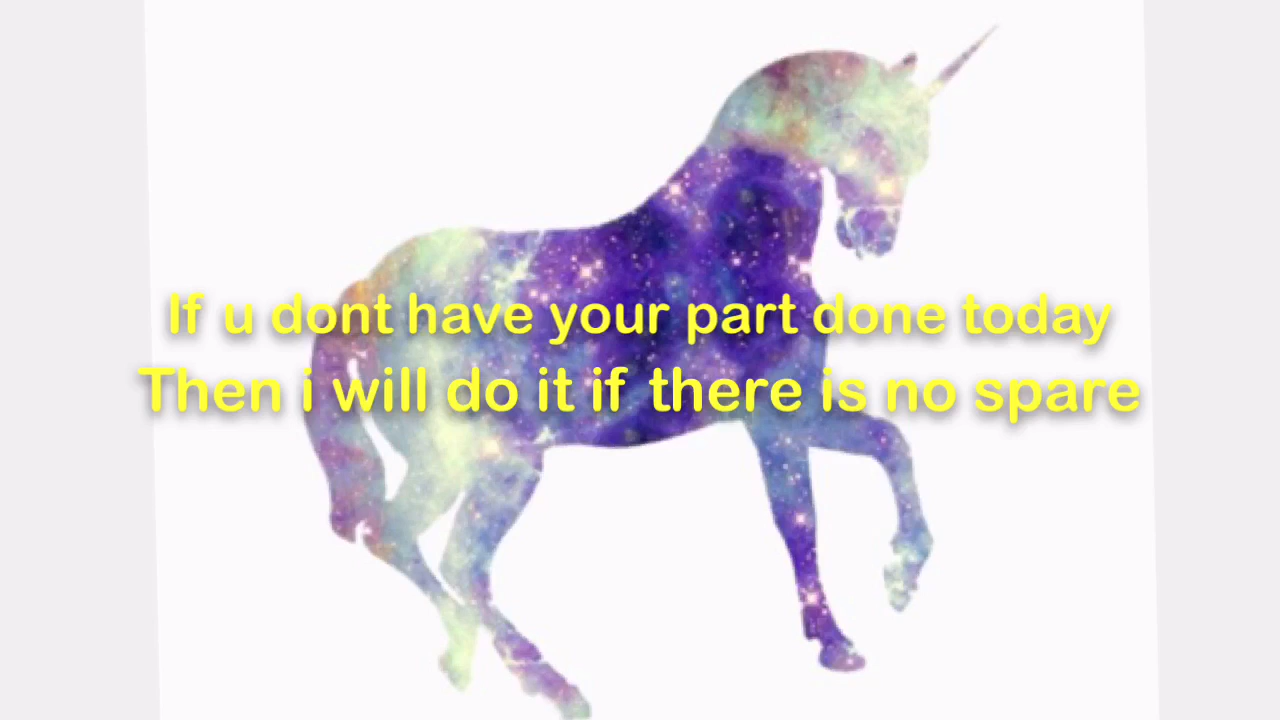 If u dont have your part done today
Then i will do it if there is no spare